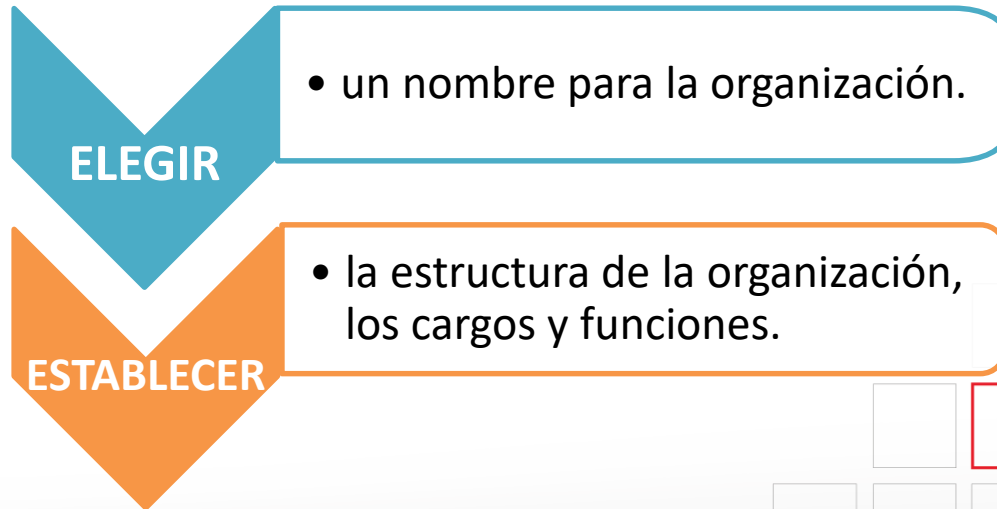 • un nombre para la organización.
ELEGIR
• la estructura de la organización,
los cargos y funciones.
ESTABLECER